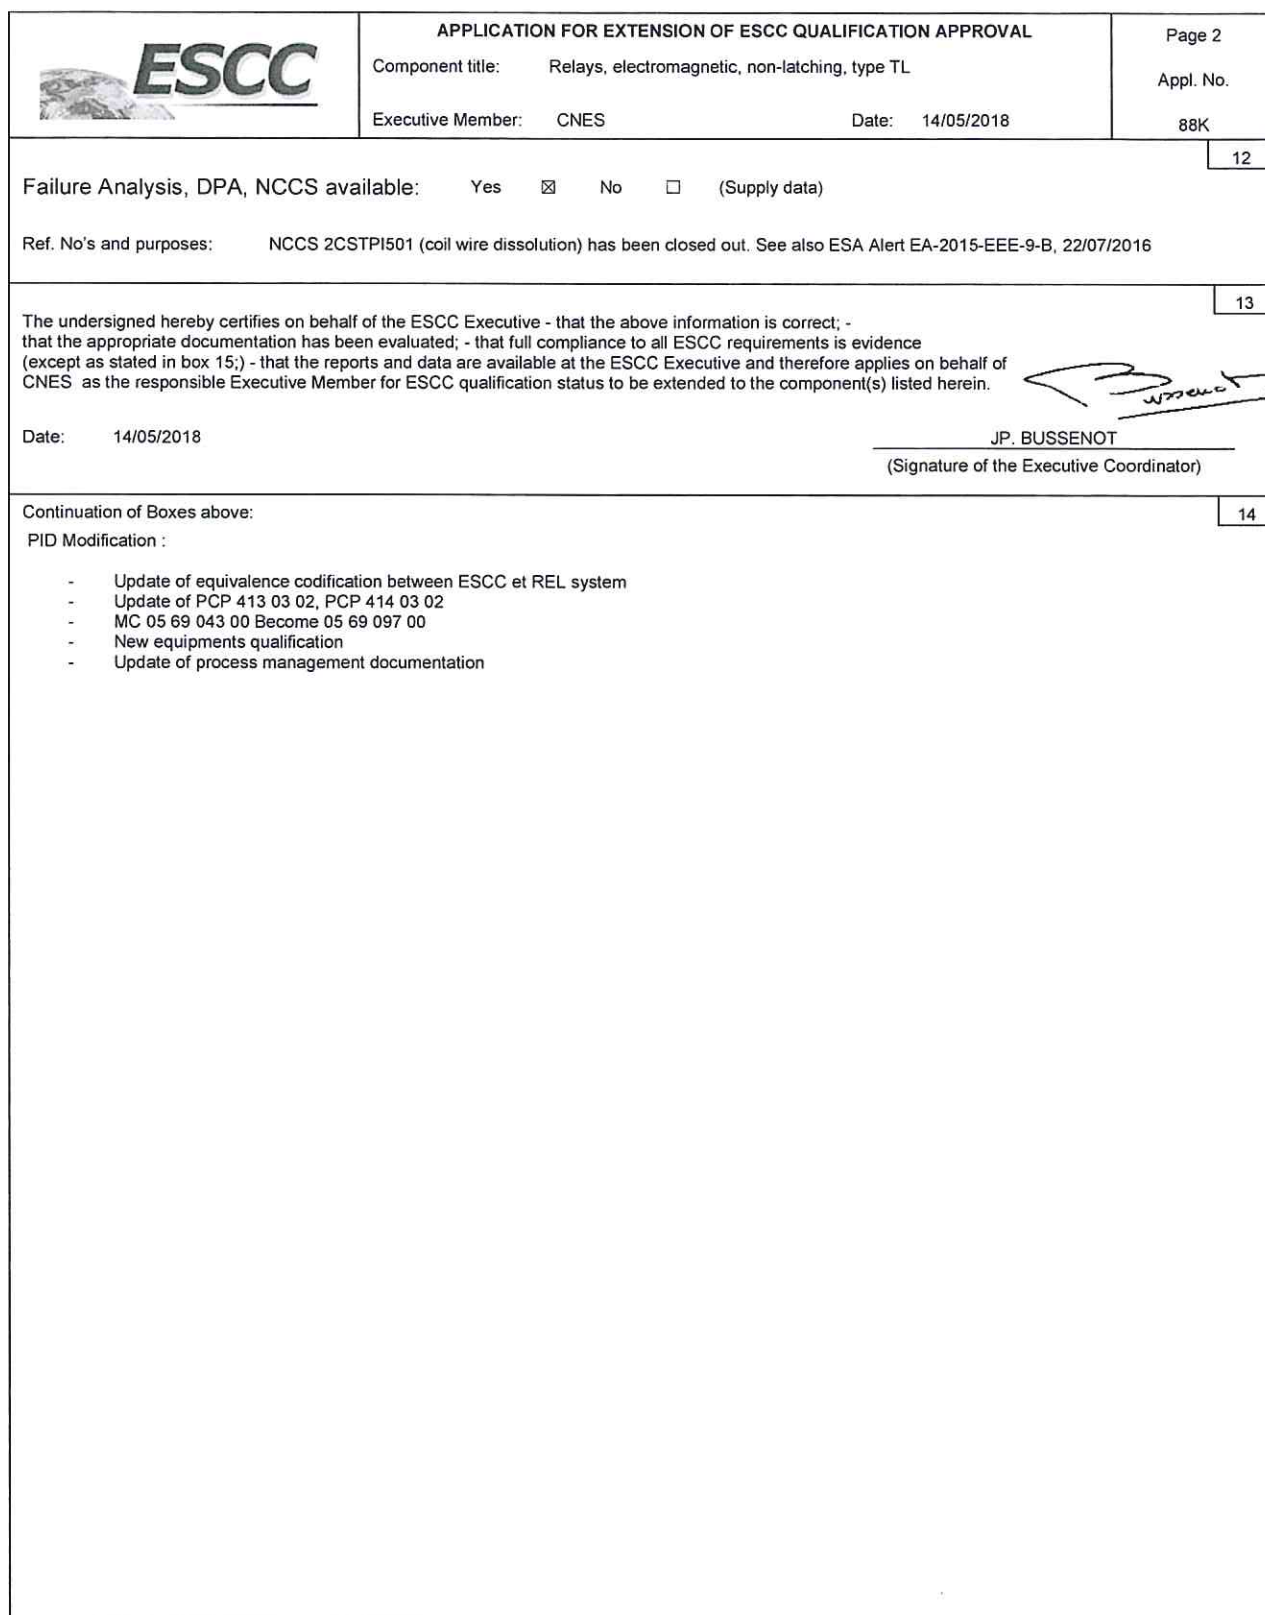 ESCC
APPLICATION FOR EXTENSION OF ESCC QUALIFICATION APPROVAL
Component title: Relays, electromagnetic, non-latching, type TL
Executive Member: CNES Date: 14/05/2018
Page 2
Appl. No.
88K
12
Failure Analysis, DPA, NCCS available: Yes ☒ No ☐ (Supply data)
Ref. No's and purposes: NCCS 2CSTPI501 (coil wire dissolution) has been closed out. See also ESA Alert EA-2015-EEE-9-B, 22/07/2016
13
The undersigned hereby certifies on behalf of the ESCC Executive - that the above information is correct; -
that the appropriate documentation has been evaluated; - that full compliance to all ESCC requirements is evidence
(except as stated in box 15;) - that the reports and data are available at the ESCC Executive and therefore applies on behalf of
CNES as the responsible Executive Member for ESCC qualification status to be extended to the component(s) listed herein.
Bussenot
Date: 14/05/2018
JP. BUSSENOT
(Signature of the Executive Coordinator)
Continuation of Boxes above:
14
PID Modification :
- Update of equivalence codification between ESCC et REL system
- Update of PCP 413 03 02, PCP 414 03 02
- MC 05 69 043 00 Become 05 69 097 00
- New equipments qualification
- Update of process management documentation